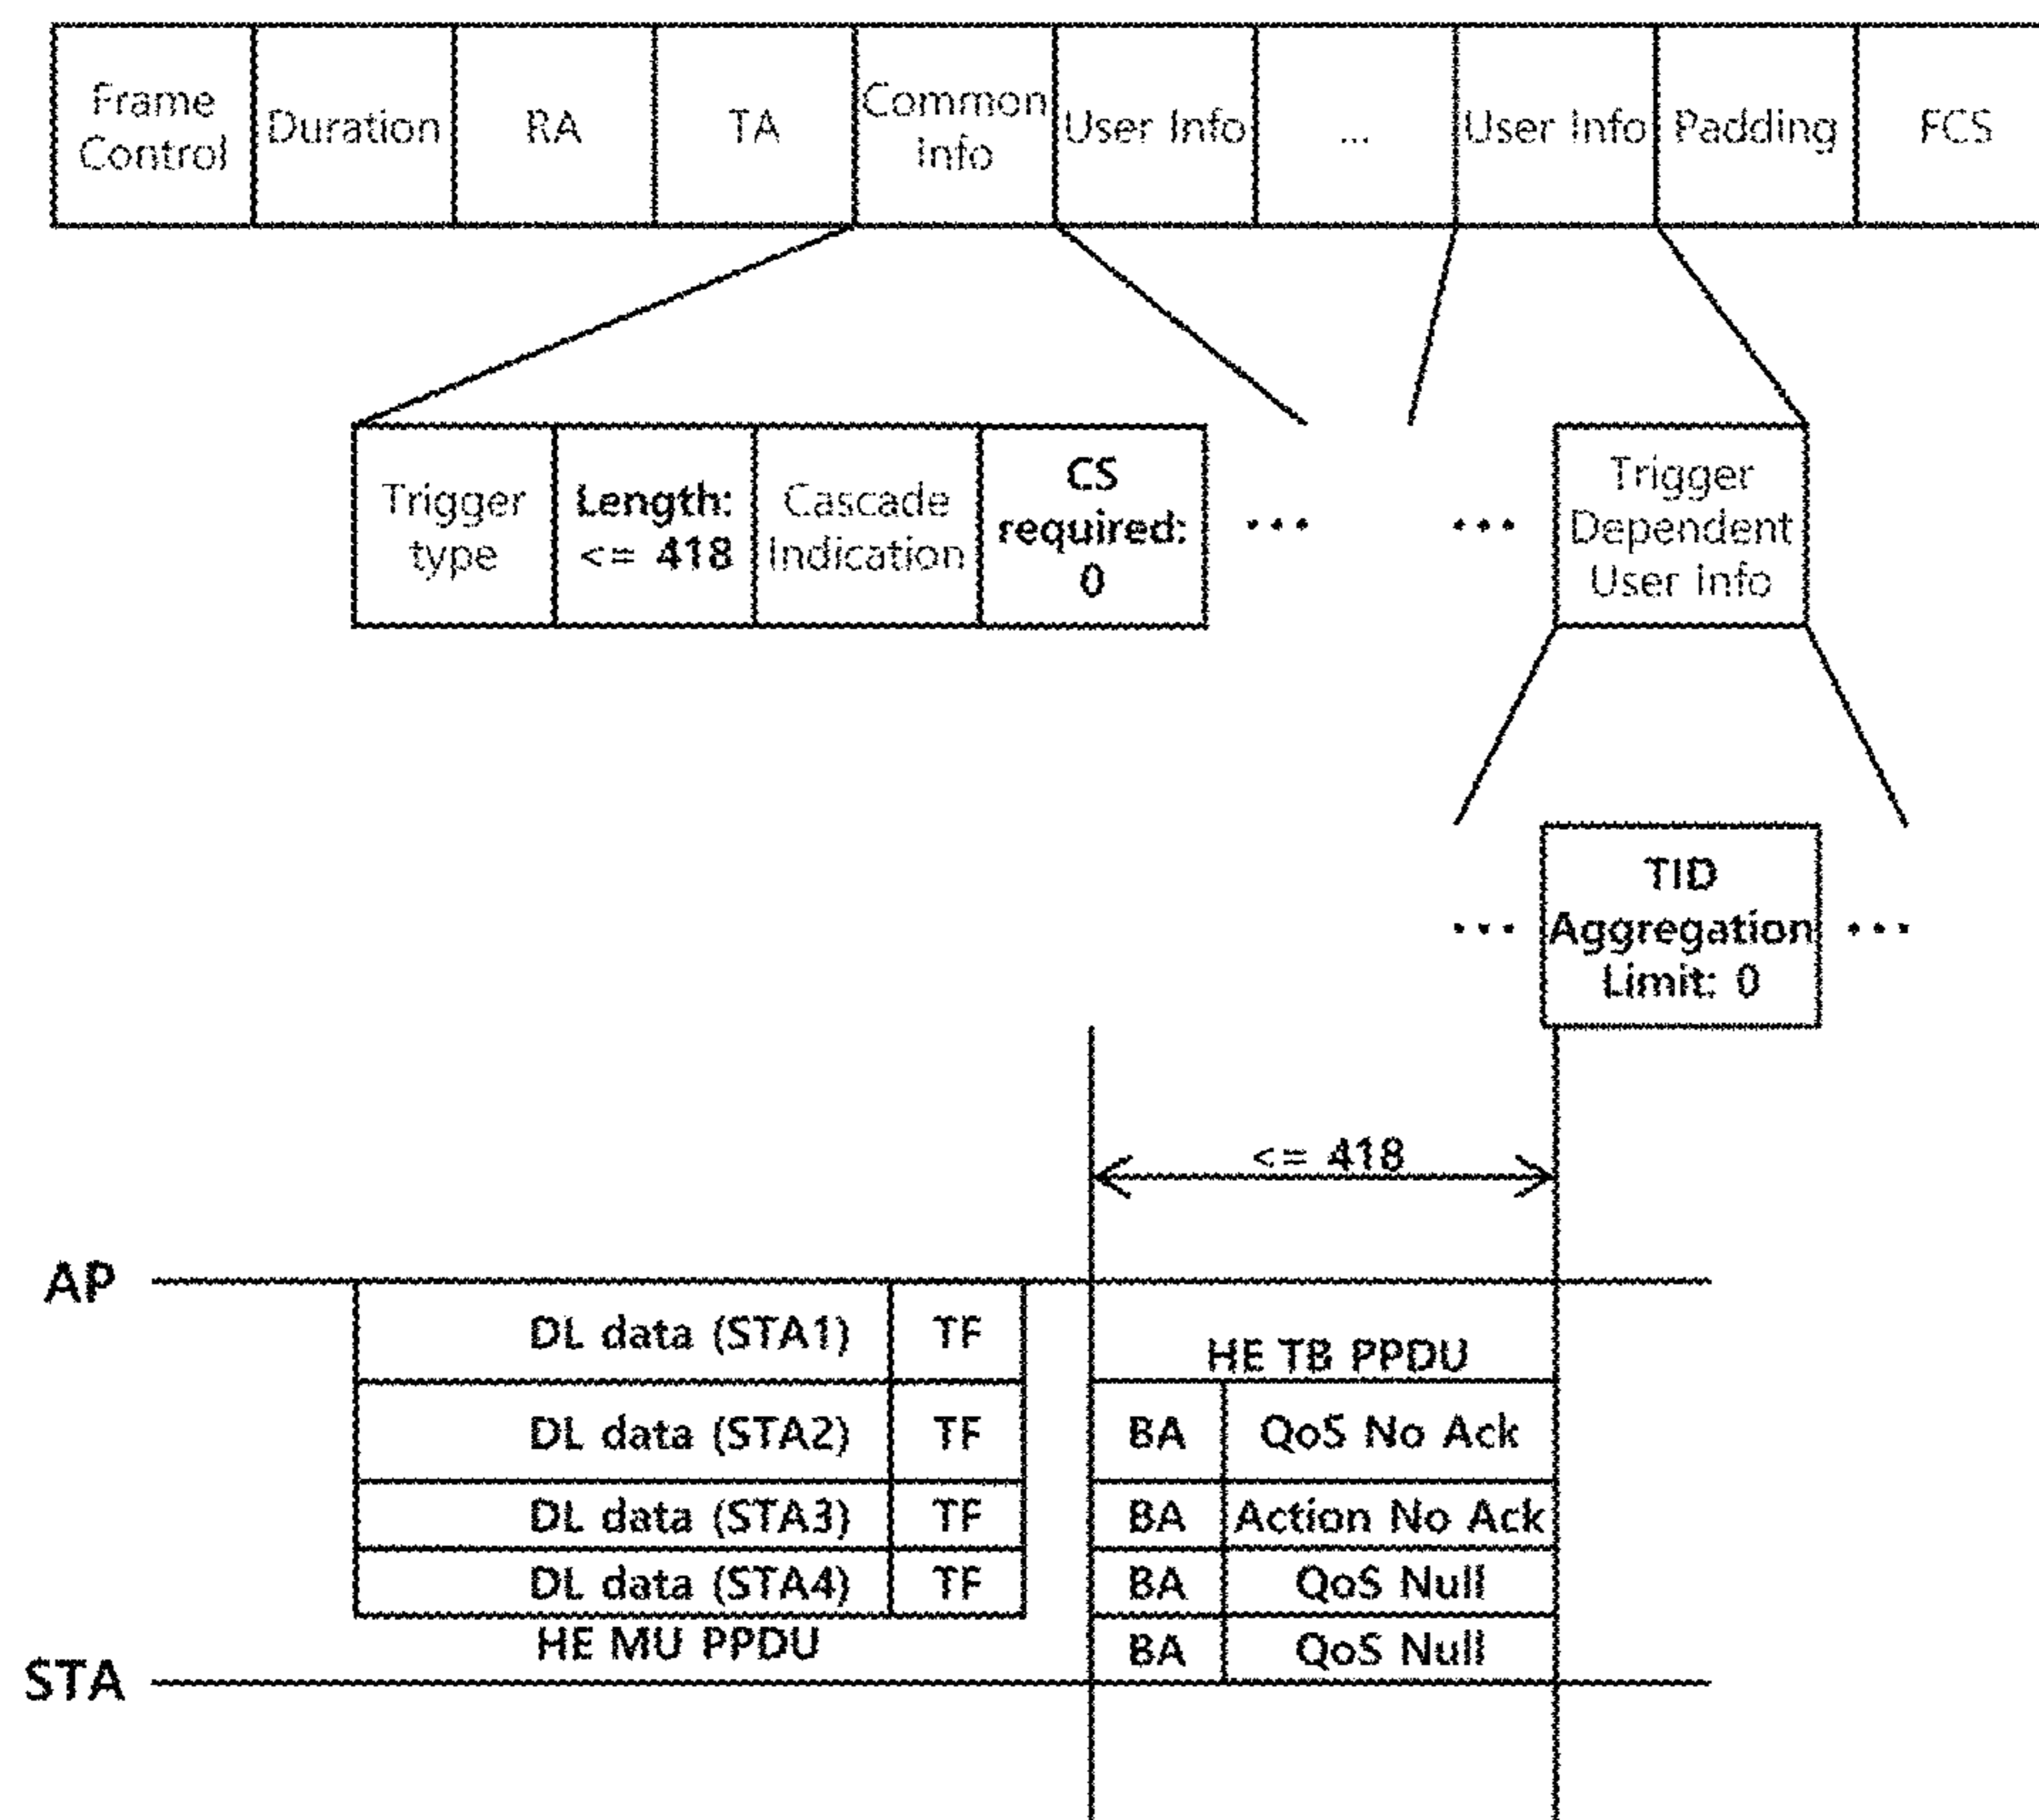 Frame
Control
Duration
RA
TA
Common
Info
User Info
...
User Info
Padding
FCS
Trigger
type
Length:
<= 418
Cascade
Indication
CS
required:
0
...
...
Trigger
Dependent
User Info
...
TID
Aggregation
Limit: 0
...
<= 418
AP
DL data (STA1) TF
HE TB PPDU
DL data (STA2) TF
BA QoS No Ack
DL data (STA3) TF
BA Action No Ack
DL data (STA4) TF
BA QoS Null
HE MU PPDU
BA QoS Null
STA